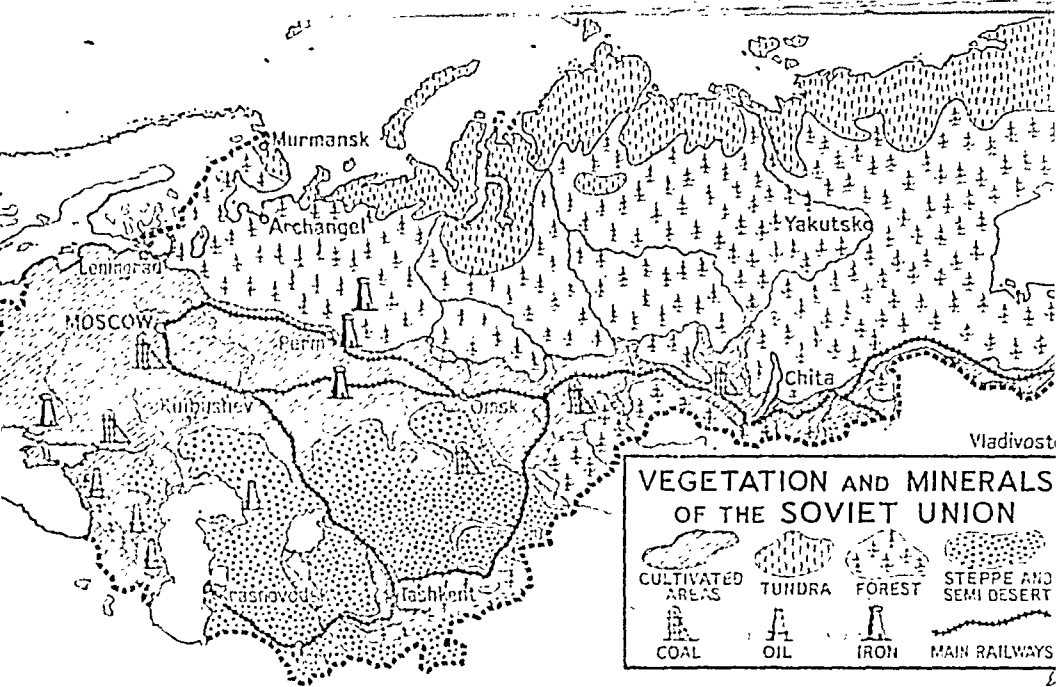 Murmansk
Archangel
Yakutsk
Leningrad
MOSCOW
Perm
Chita
Kuibyshev
Omsk
Vladivost
VEGETATION AND MINERALS
OF THE SOVIET UNION
CULTIVATED AREAS
TUNDRA
FOREST
STEPPE AND SEMI DESERT
Krasnovodsk
Tashkent
COAL
OIL
IRON
MAIN RAILWAYS